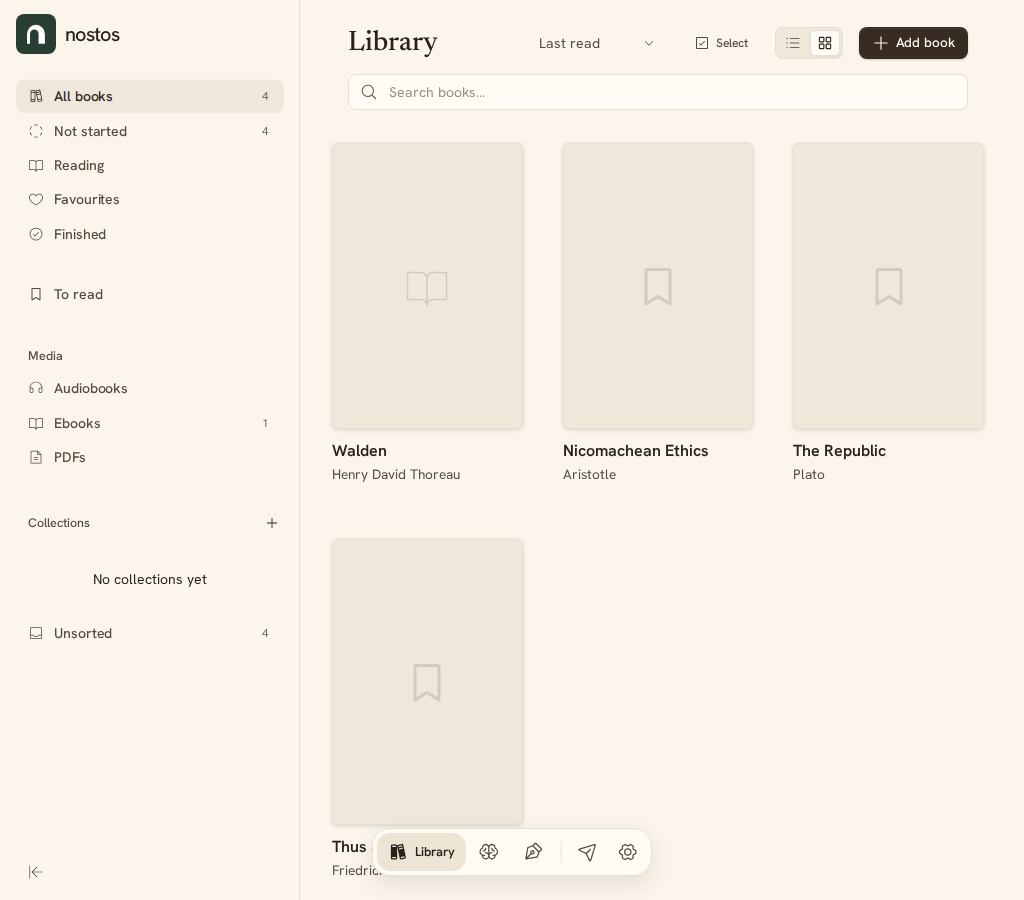 nostos
All books 4
Not started 4
Reading
Favourites
Finished
To read
Media
Audiobooks
Ebooks 1
PDFs
Collections
No collections yet
Unsorted 4
Library
Last read
Select
Add book
Search books...
Walden
Henry David Thoreau
Nicomachean Ethics
Aristotle
The Republic
Plato
Thus
Library